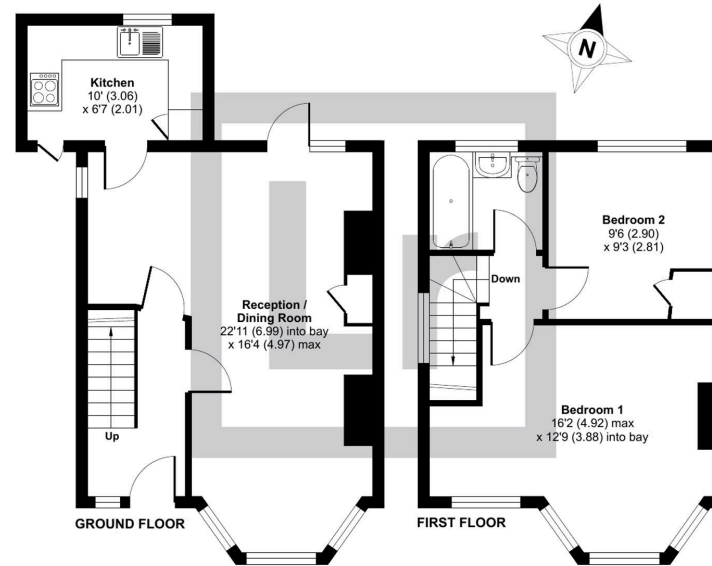 N
Kitchen
10' (3.06)
x 6'7 (2.01)
Bedroom 2
9'6 (2.90)
x 9'3 (2.81)
Down
Reception /
Dining Room
22'11 (6.99) into bay
x 16'4 (4.97) max
Bedroom 1
16'2 (4.92) max
x 12'9 (3.88) into bay
Up
GROUND FLOOR
FIRST FLOOR